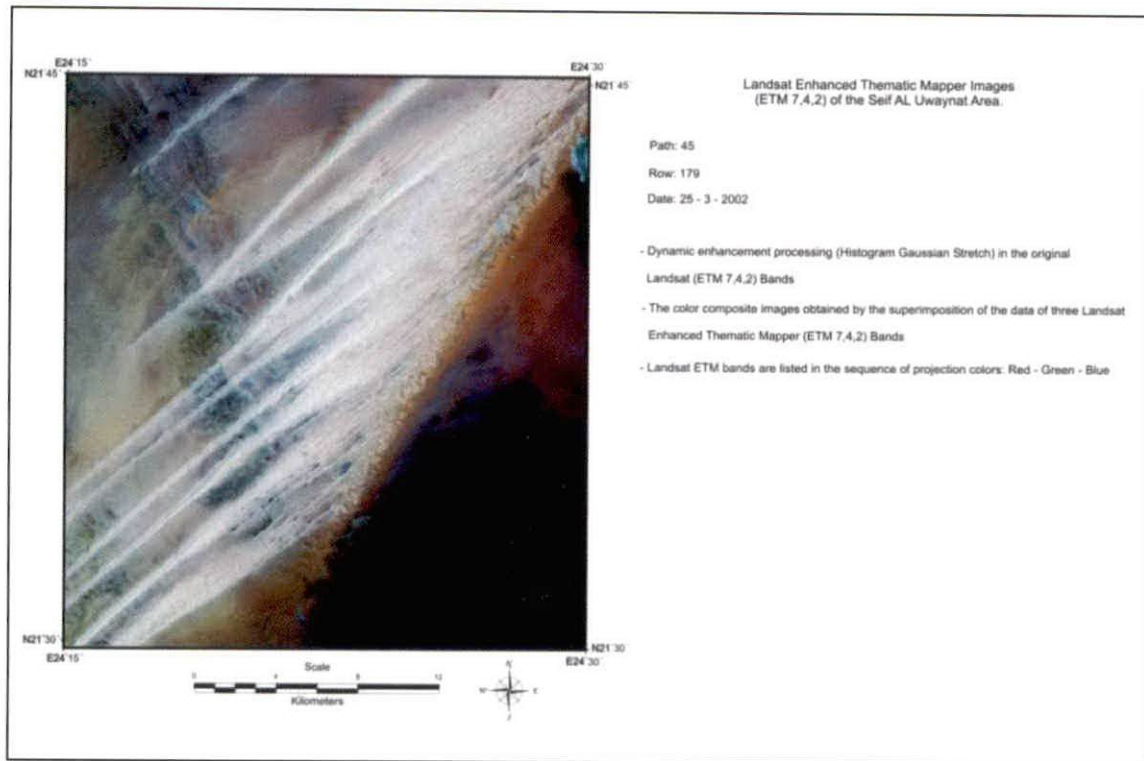 E24°15`
E24°30
N21°45`
N21°45
Landsat Enhanced Thematic Mapper Images
(ETM 7,4,2) of the Seif AL Uwaynat Area.
Path: 45
Row: 179
Date: 25 - 3 - 2002
- Dynamic enhancement processing (Histogram Gaussian Stretch) in the original
Landsat (ETM 7,4,2) Bands
- The color composite images obtained by the superimposition of the data of three Landsat
Enhanced Thematic Mapper (ETM 7,4,2) Bands
- Landsat ETM bands are listed in the sequence of projection colors: Red - Green - Blue
N21°30`
N21°30
E24°15`
E24°30
Scale
0 4 8 12
Kilometers
N
W E